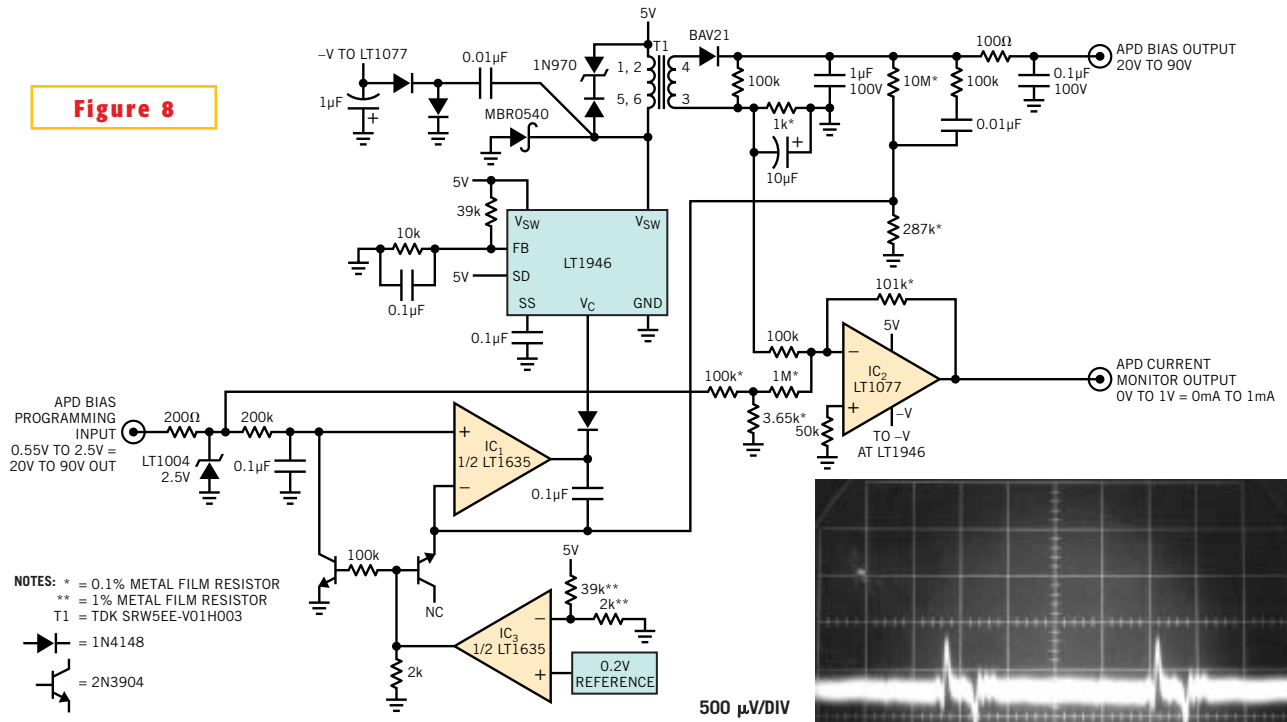 Figure 8
–V TO LT1077
1µF
+
0.01µF
1N970
MBR0540
5V
T1
1, 2
5, 6
4
3
BAV21
100k
1µF
100V
1k*
+
10µF
10M*
100k
0.01µF
100Ω
0.1µF
100V
APD BIAS OUTPUT
20V TO 90V
287k*
5V
39k
10k
0.1µF
5V
VSW
VSW
FB
LT1946
SD
SS
VC
GND
0.1µF
101k*
100k
5V
–
IC2
LT1077
+
–V
TO –V
AT LT1946
50k
100k*
1M*
3.65k*
APD CURRENT
MONITOR OUTPUT
0V TO 1V = 0mA TO 1mA
APD BIAS
PROGRAMMING
INPUT
0.55V TO 2.5V =
20V TO 90V OUT
200Ω
200k
LT1004
2.5V
0.1µF
+
IC1
1/2 LT1635
–
0.1µF
100k
NC
5V
39k**
2k**
–
IC3
1/2 LT1635
+
0.2V
REFERENCE
2k
NOTES: * = 0.1% METAL FILM RESISTOR
** = 1% METAL FILM RESISTOR
T1 = TDK SRW5EE-V01H003
= 1N4148
= 2N3904
500 µV/DIV